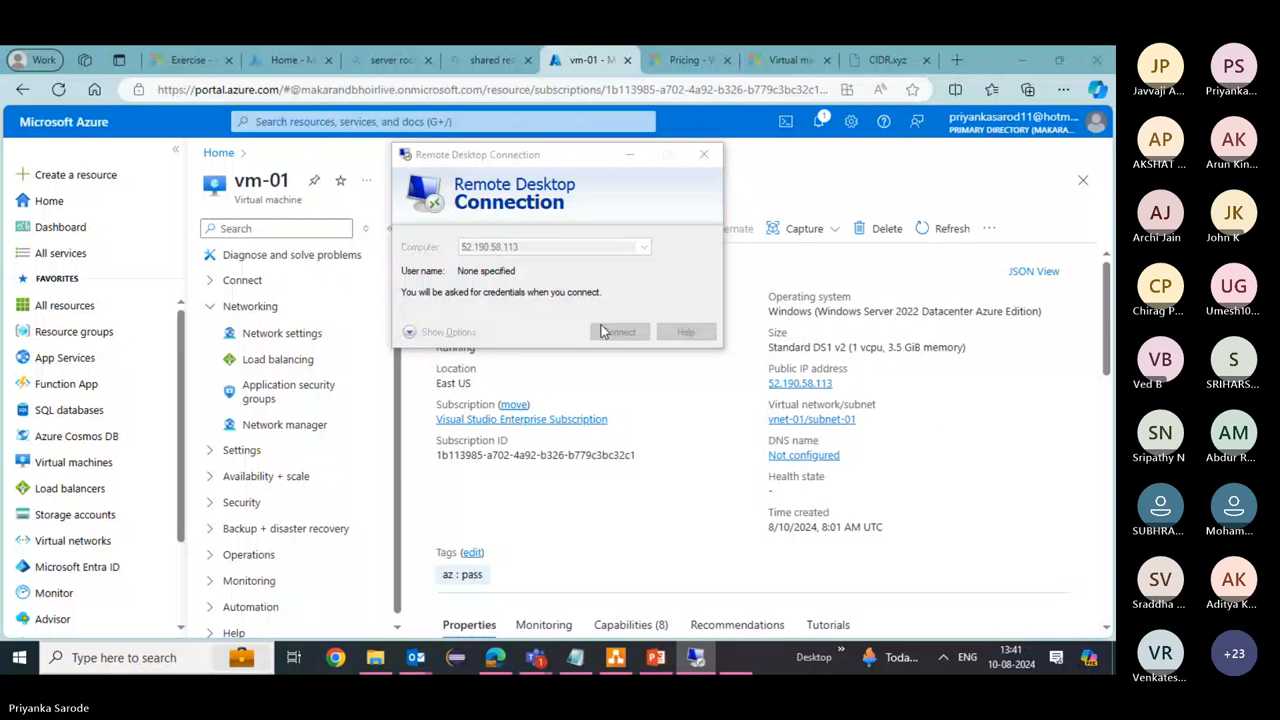 Work
Exercise -
Home - M
server roo
shared res
vm-01 - M
Pricing - V
Virtual ma
CIDR.xyz
https://portal.azure.com/#@makarandbhoirlive.onmicrosoft.com/resource/subscriptions/1b113985-a702-4a92-b326-b779c3bc32c1...
Microsoft Azure
Search resources, services, and docs (G+/)
1
priyankasarod11@hotm...
PRIMARY DIRECTORY (MAKARA...
Create a resource
Home
Dashboard
All services
FAVORITES
All resources
Resource groups
App Services
Function App
SQL databases
Azure Cosmos DB
Virtual machines
Load balancers
Storage accounts
Virtual networks
Microsoft Entra ID
Monitor
Advisor
Home >
vm-01
Virtual machine
Search
Diagnose and solve problems
Connect
Networking
Network settings
Load balancing
Application security
groups
Network manager
Settings
Availability + scale
Security
Backup + disaster recovery
Operations
Monitoring
Automation
Help
Remote Desktop Connection
Remote Desktop
Connection
Computer: 52.190.58.113
User name: None specified
You will be asked for credentials when you connect.
Show Options
Connect
Help
ernate
Capture
Delete
Refresh
JSON View
Running
Location
East US
Subscription (move)
Visual Studio Enterprise Subscription
Subscription ID
1b113985-a702-4a92-b326-b779c3bc32c1
Operating system
Windows (Windows Server 2022 Datacenter Azure Edition)
Size
Standard DS1 v2 (1 vcpu, 3.5 GiB memory)
Public IP address
52.190.58.113
Virtual network/subnet
vnet-01/subnet-01
DNS name
Not configured
Health state
-
Time created
8/10/2024, 8:01 AM UTC
Tags (edit)
az : pass
Properties
Monitoring
Capabilities (8)
Recommendations
Tutorials
Type here to search
Desktop
Toda...
ENG
13:41
10-08-2024
JP
Javvaji A...
PS
Priyanka...
AP
AKSHAT ...
AK
Arun Kin...
AJ
Archi Jain
JK
John K
CP
Chirag P...
UG
Umesh10...
VB
Ved B
S
SRIHARS...
SN
Sripathy N
AM
Abdur R...
SUBHRA...
Moham...
SV
Sraddha ...
AK
Aditya K...
VR
Venkates...
+23
Priyanka Sarode